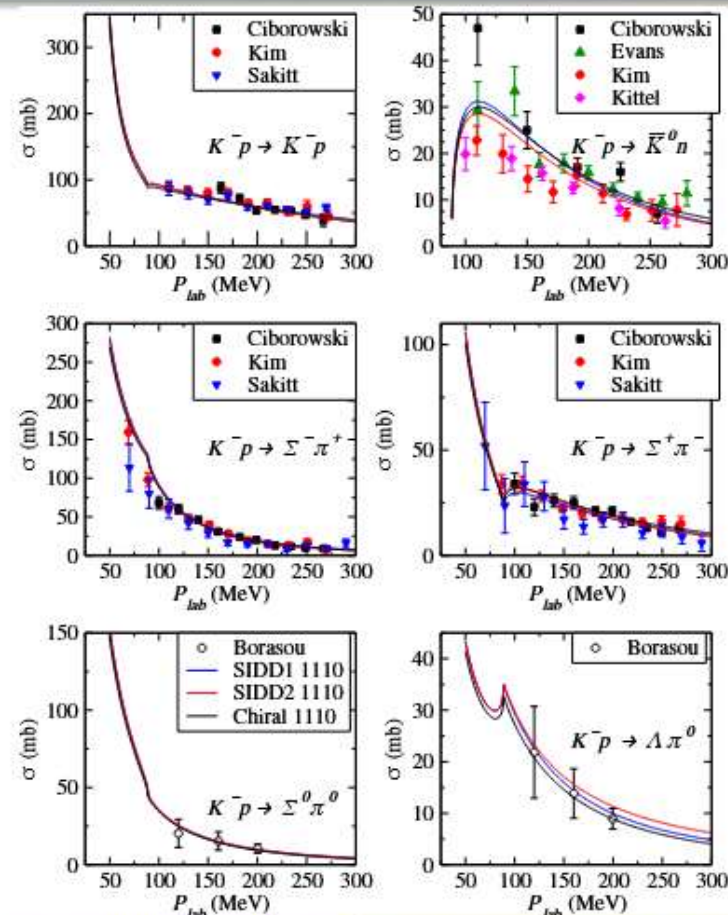 Ciborowski
Kim
Sakitt
K⁻p → K⁻p
σ (mb)
300
200
100
0
50 100 150 200 250 300
P_lab (MeV)
Ciborowski
Evans
Kim
Kittel
K⁻p → K̅⁰n
σ (mb)
50
40
30
20
10
0
100 150 200 250 300
P_lab (MeV)
Ciborowski
Kim
Sakitt
K⁻p → Σ⁻π⁺
σ (mb)
300
250
200
150
100
50
0
50 100 150 200 250 300
P_lab (MeV)
Ciborowski
Kim
Sakitt
K⁻p → Σ⁺π⁻
σ (mb)
100
50
0
50 100 150 200 250 300
P_lab (MeV)
Borasou
SIDD1 1110
SIDD2 1110
Chiral 1110
K⁻p → Σ⁰π⁰
σ (mb)
150
100
50
0
50 100 150 200 250 300
P_lab (MeV)
Borasou
K⁻p → Λπ⁰
σ (mb)
40
30
20
10
0
50 100 150 200 250 300
P_lab (MeV)